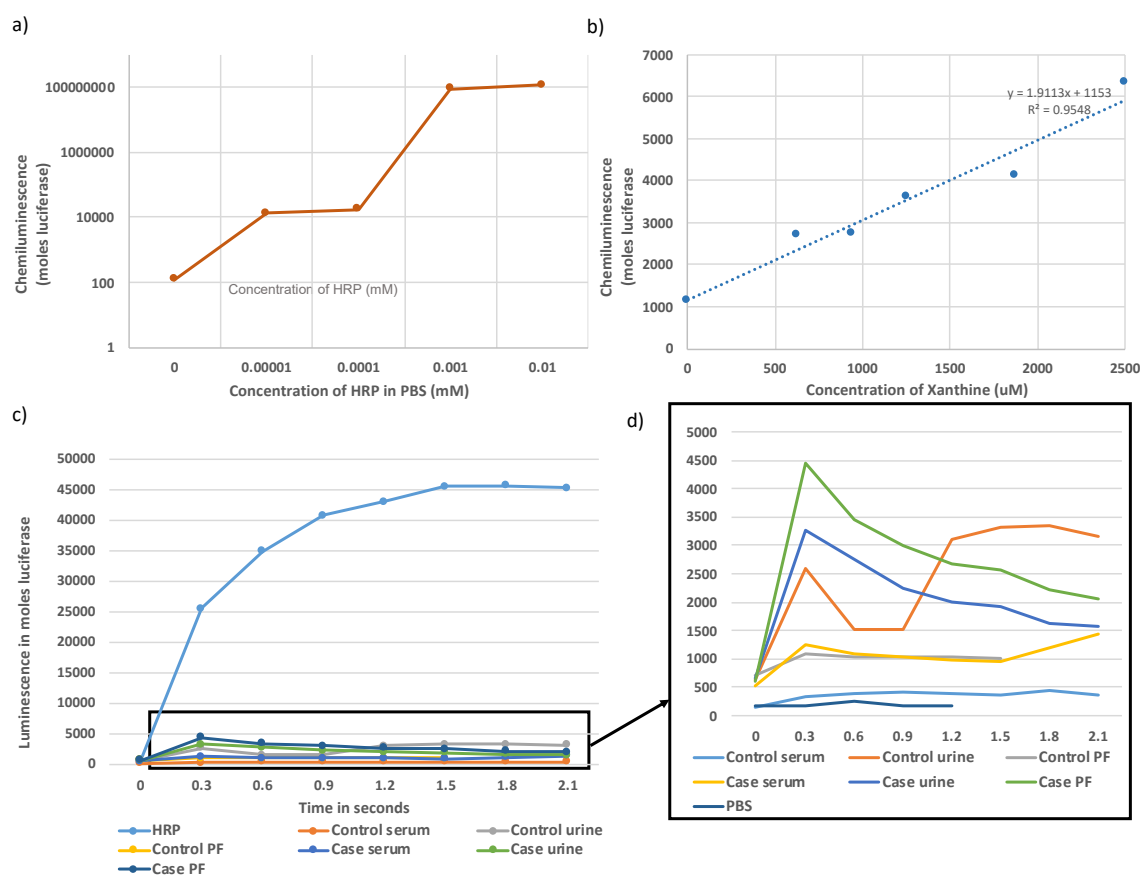 a)
Chemiluminescence
(moles luciferase)
100000000
1000000
10000
100
1
Concentration of HRP (mM)
0 0.00001 0.0001 0.001 0.01
Concentration of HRP in PBS (mM)
b)
Chemiluminescence
(moles luciferase)
7000
6000
5000
4000
3000
2000
1000
0
y = 1.9113x + 1153
R² = 0.9548
0 500 1000 1500 2000 2500
Concentration of Xanthine (uM)
c)
Luminescence in moles luciferase
50000
45000
40000
35000
30000
25000
20000
15000
10000
5000
0
0 0.3 0.6 0.9 1.2 1.5 1.8 2.1
Time in seconds
HRP Control serum Control urine
Control PF Case serum Case urine
Case PF
d)
5000
4500
4000
3500
3000
2500
2000
1500
1000
500
0
0 0.3 0.6 0.9 1.2 1.5 1.8 2.1
Control serum Control urine Control PF
Case serum Case urine Case PF
PBS